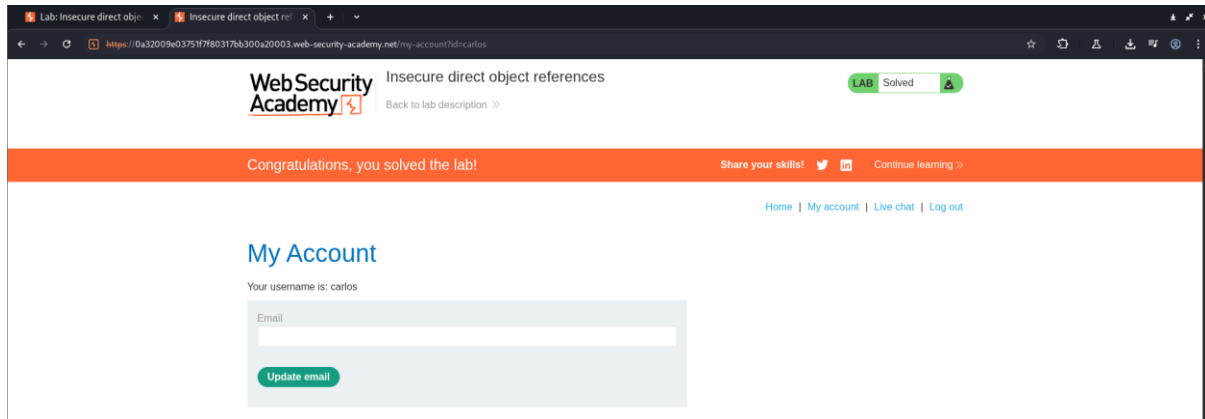 Lab: Insecure direct obje
Insecure direct object ref
https://0a32009e03751f7f80317bb300a20003.web-security-academy.net/my-account?id=carlos
WebSecurity
Academy
Insecure direct object references
Back to lab description
LAB Solved
Congratulations, you solved the lab!
Share your skills!
Continue learning
Home | My account | Live chat | Log out
My Account
Your username is: carlos
Email
Update email